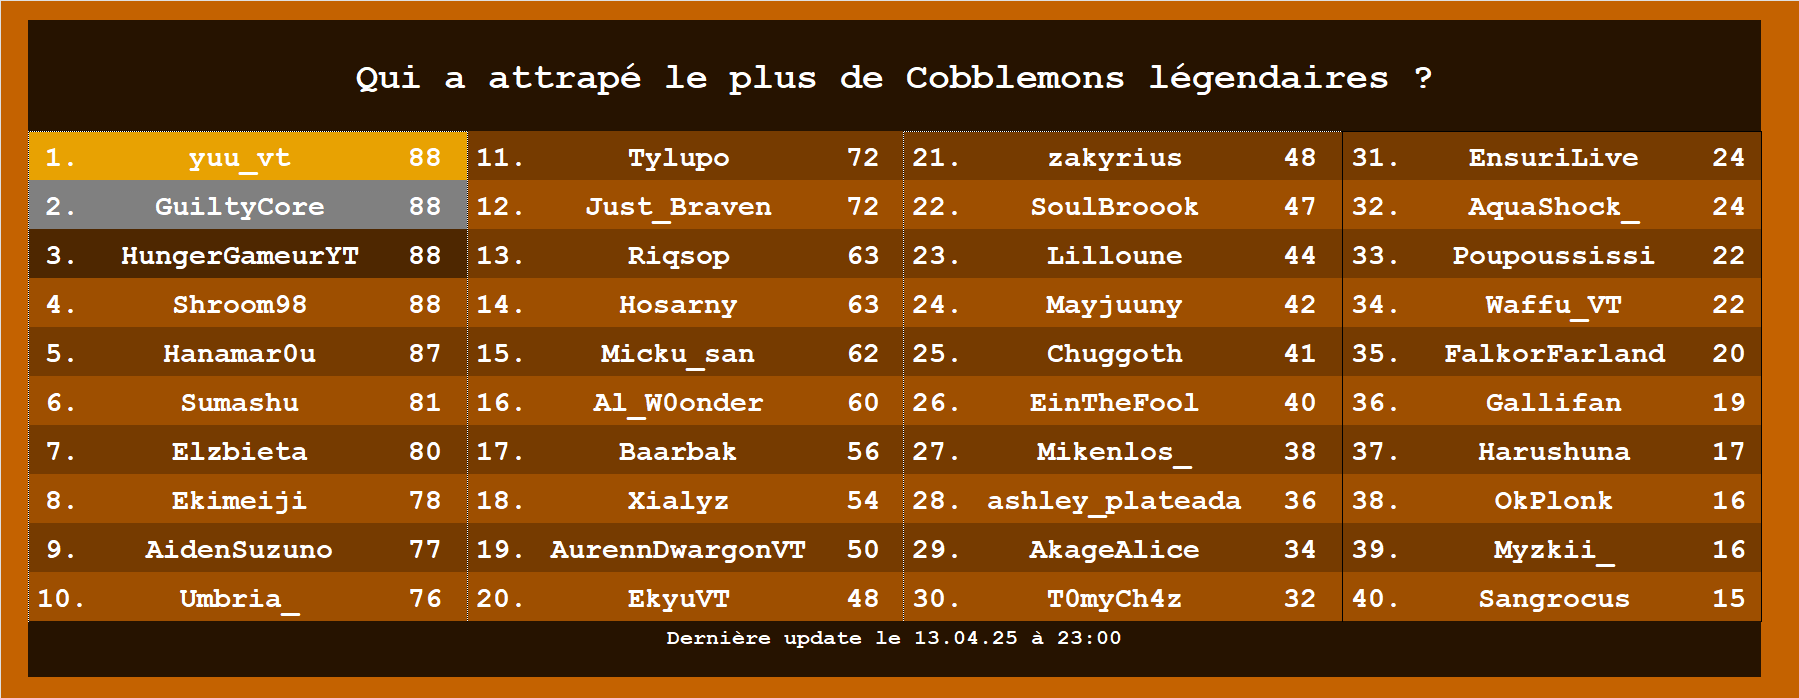 Qui a attrapé le plus de Cobblemons légendaires ?
1. yuu_vt 88 11. Tylupo 72 21. zakyrius 48 31. EnsuriLive 24
2. GuiltyCore 88 12. Just_Braven 72 22. SoulBroook 47 32. AquaShock_ 24
3. HungerGameurYT 88 13. Riqsop 63 23. Lilloune 44 33. Poupoussissi 22
4. Shroom98 88 14. Hosarny 63 24. Mayjuuny 42 34. Waffu_VT 22
5. Hanamar0u 87 15. Micku_san 62 25. Chuggoth 41 35. FalkorFarland 20
6. Sumashu 81 16. Al_W0onder 60 26. EinTheFool 40 36. Gallifan 19
7. Elzbieta 80 17. Baarbak 56 27. Mikenlos_ 38 37. Harushuna 17
8. Ekimeiji 78 18. Xialyz 54 28. ashley_plateada 36 38. OkPlonk 16
9. AidenSuzuno 77 19. AurennDwargonVT 50 29. AkageAlice 34 39. Myzkii_ 16
10. Umbria_ 76 20. EkyuVT 48 30. T0myCh4z 32 40. Sangrocus 15
Dernière update le 13.04.25 à 23:00